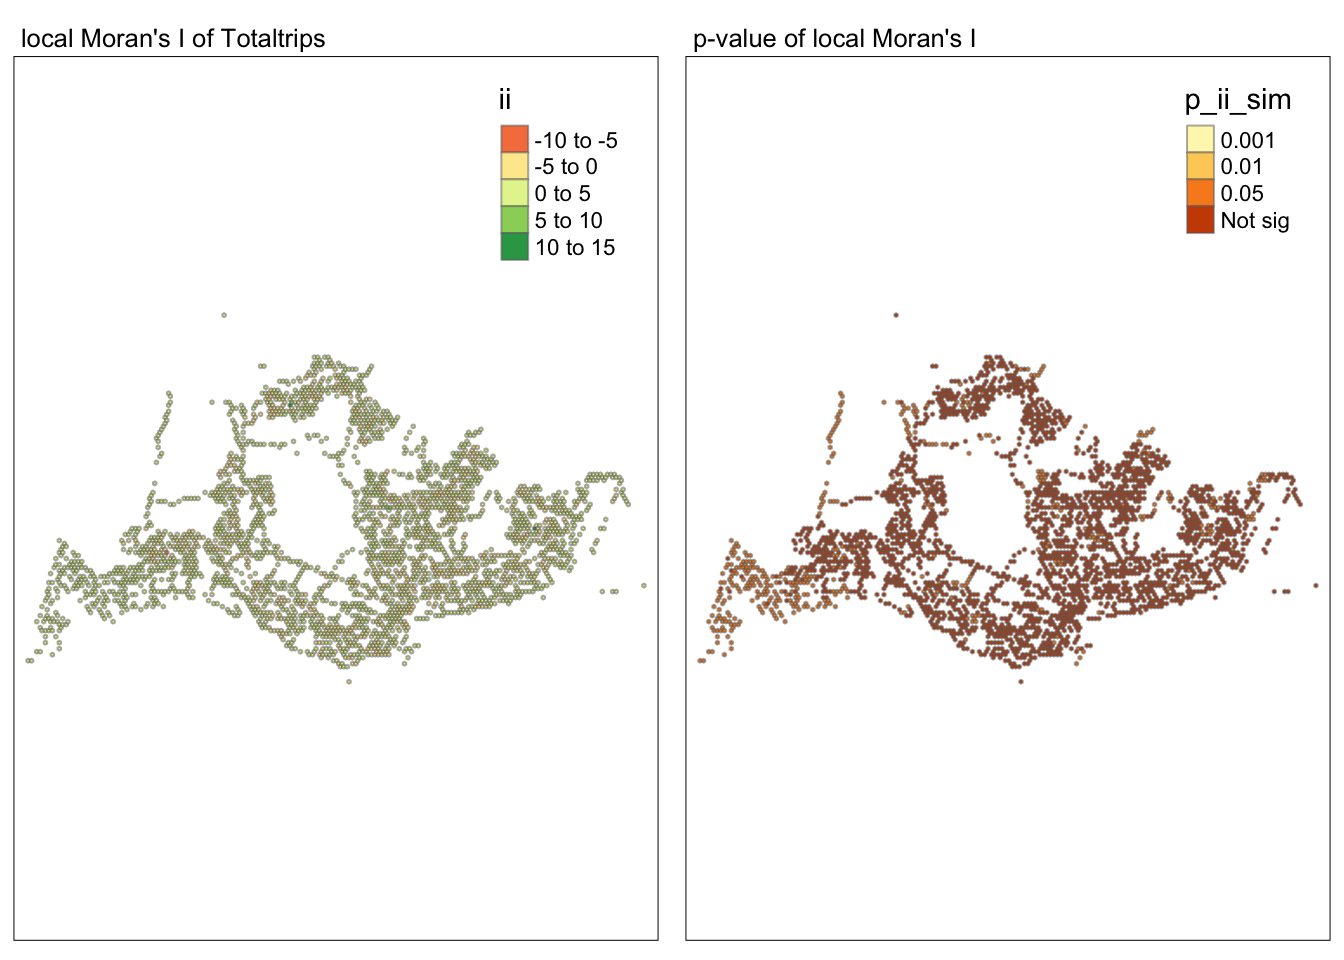 local Moran's I of Totaltrips
ii
-10 to -5
-5 to 0
0 to 5
5 to 10
10 to 15
p-value of local Moran's I
p_ii_sim
0.001
0.01
0.05
Not sig